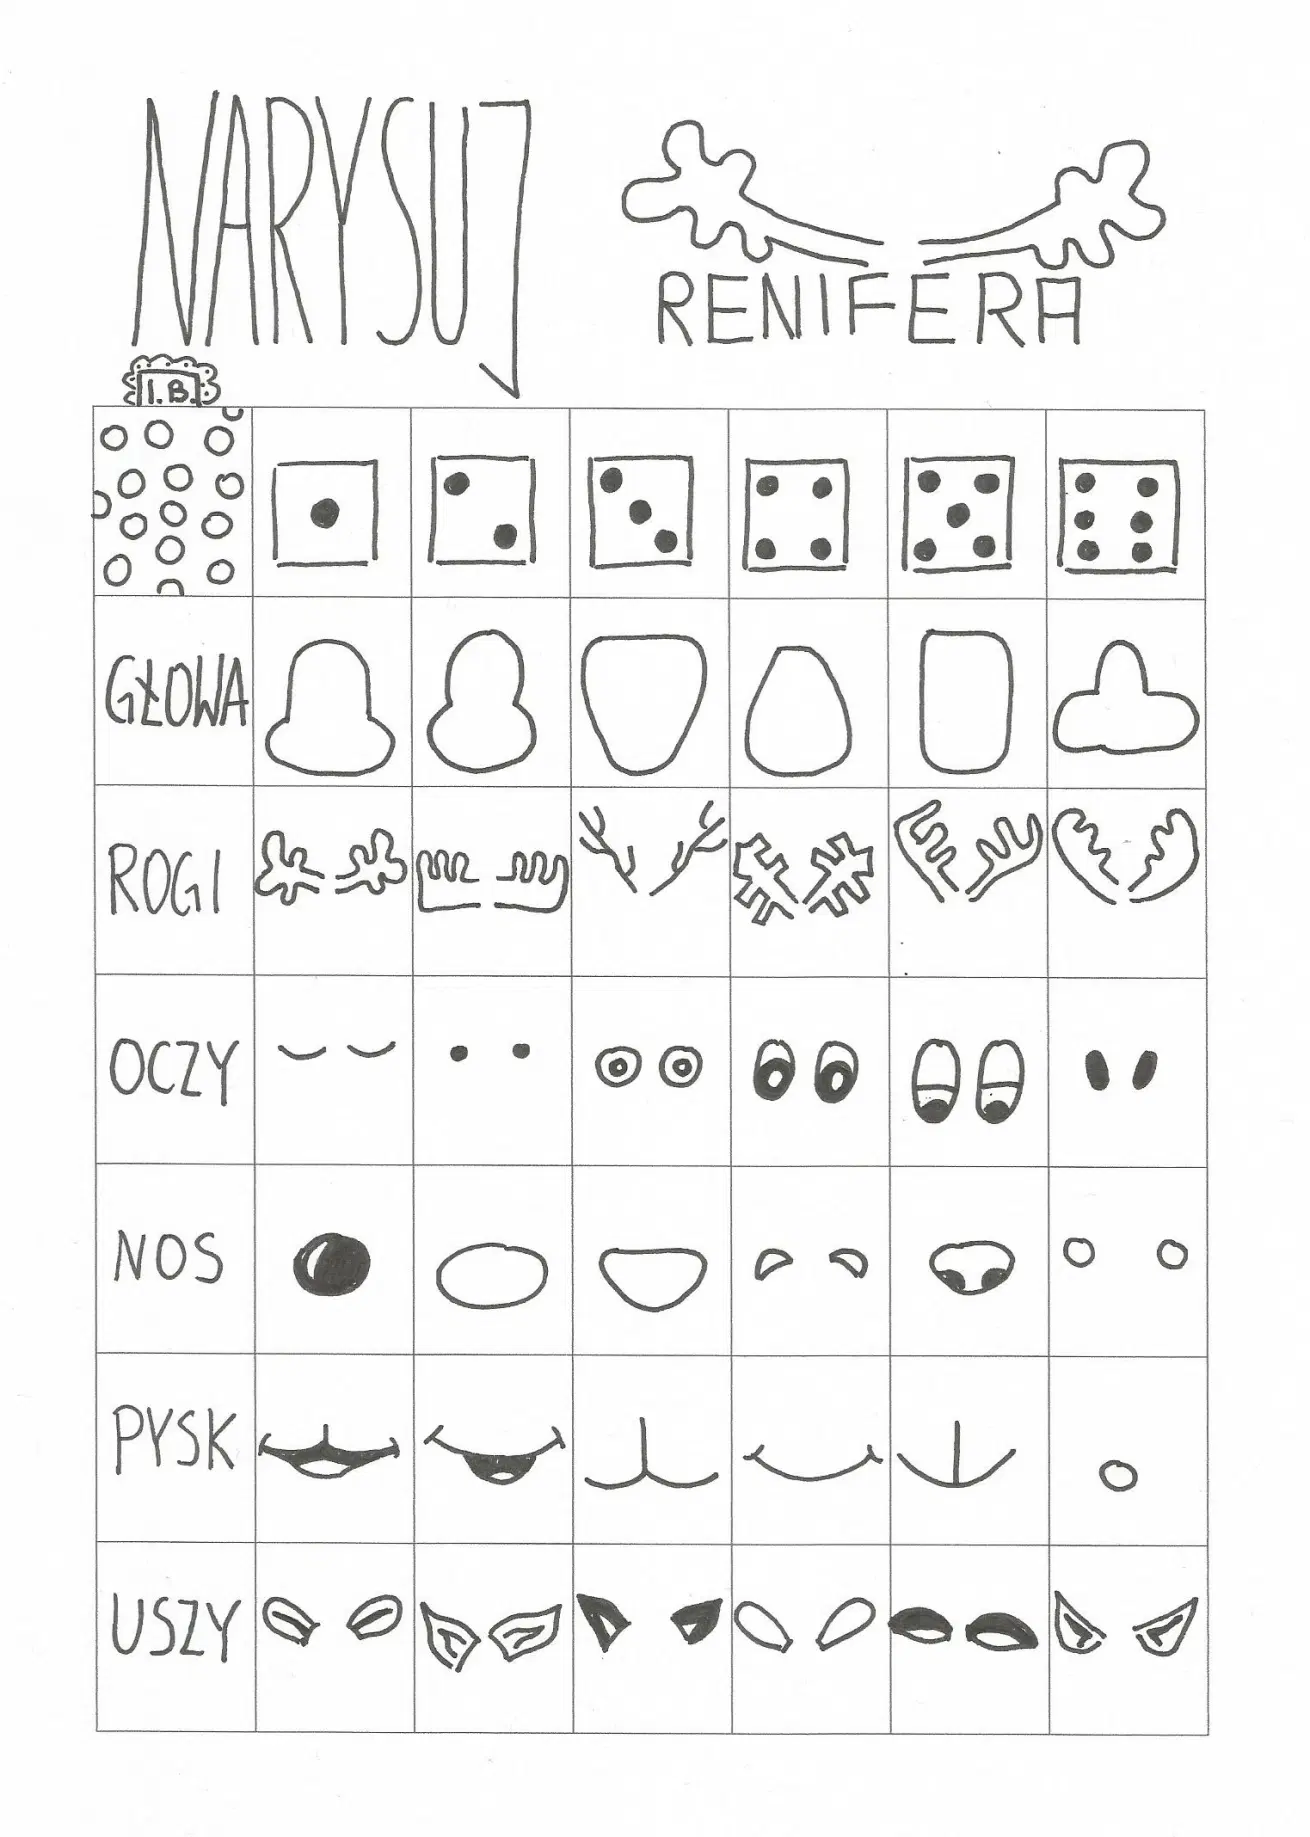 NARYSUJ
RENIFERA
I.B.
GŁOWA
ROGI
OCZY
NOS
PYSK
USZY